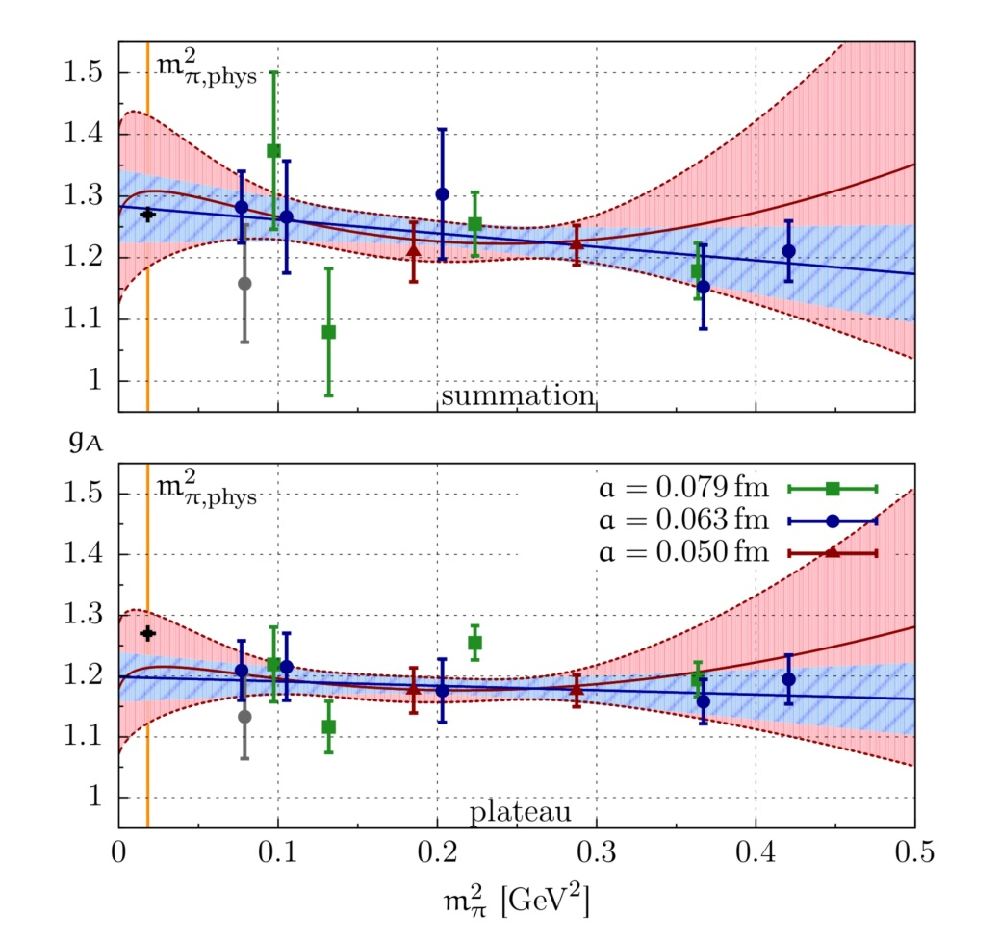 1.5
m²π,phys
1.4
1.3
1.2
1.1
1
summation
gA
1.5
m²π,phys
a = 0.079 fm
a = 0.063 fm
1.4
a = 0.050 fm
1.3
1.2
1.1
1
plateau
0 0.1 0.2 0.3 0.4 0.5
m²π [GeV²]